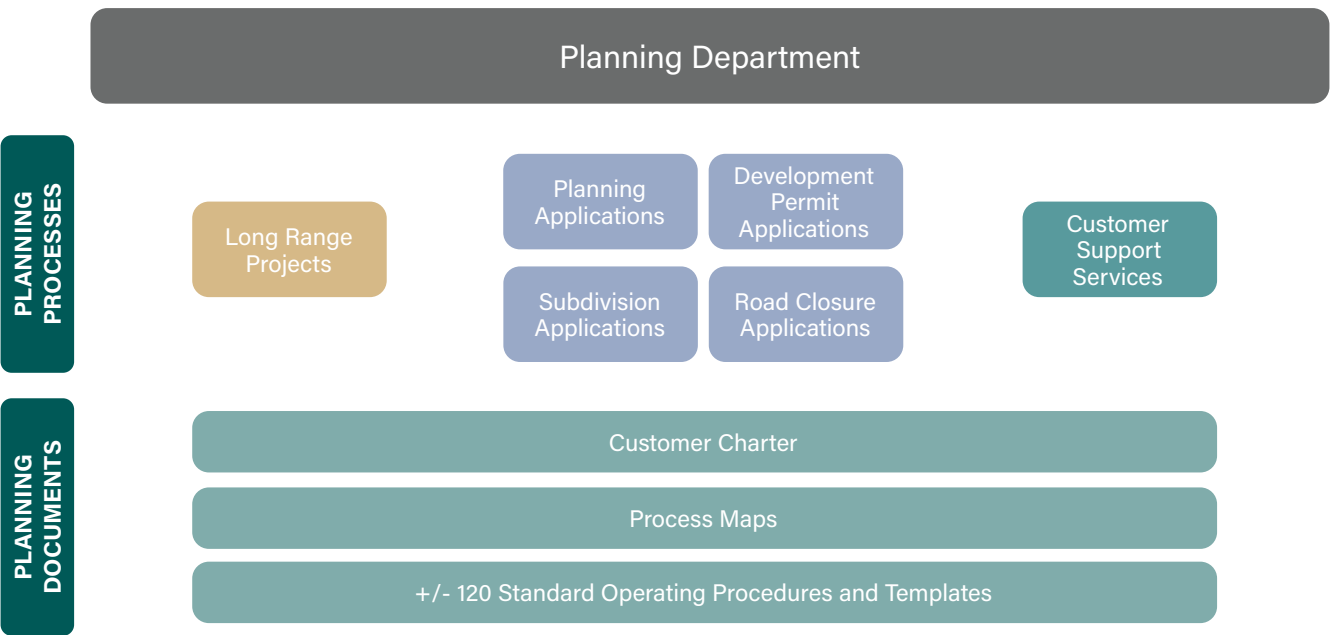 Planning Department
PLANNING
PROCESSES
Long Range
Projects
Planning
Applications
Development
Permit
Applications
Subdivision
Applications
Road Closure
Applications
Customer
Support
Services
PLANNING
DOCUMENTS
Customer Charter
Process Maps
+/- 120 Standard Operating Procedures and Templates